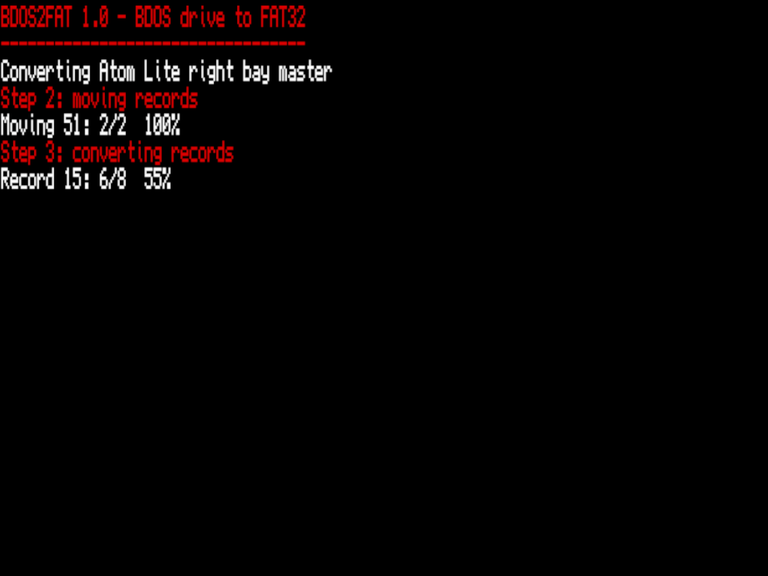 BDOS2FAT 1.0 - BDOS drive to FAT32
----------------------------------
Converting Atom Lite right bay master
Step 2: moving records
Moving 51: 2/2  100%
Step 3: converting records
Record 15: 6/8  55%